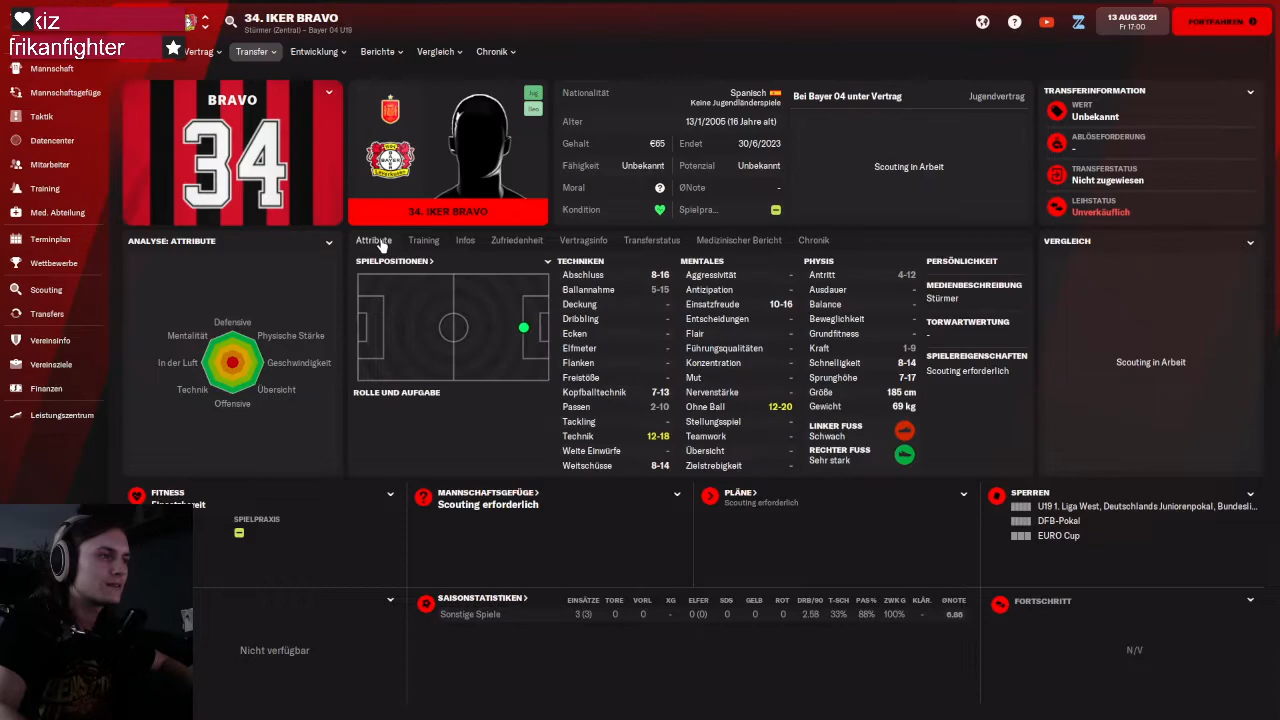 kiz
frikanfighter
34. IKER BRAVO
Stürmer (Zentral) – Bayer 04 U19
13 AUG 2021
Fr 17:00
FORTFAHREN
Vertrag
Transfer
Entwicklung
Berichte
Vergleich
Chronik
Mannschaft
Mannschaftsgefüge
Taktik
Datencenter
Mitarbeiter
Training
Med. Abteilung
Terminplan
Wettbewerbe
Scouting
Transfers
Vereinsinfo
Vereinsziele
Finanzen
Leistungszentrum
BRAVO
34
34. IKER BRAVO
Nationalität Spanisch
Keine Jugendländerspiele
Alter 13/1/2005 (16 Jahre alt)
Gehalt €65 Endet 30/6/2023
Fähigkeit Unbekannt Potenzial Unbekannt
Moral ØNote -
Kondition Spielpra...
Bei Bayer 04 unter Vertrag Jugendvertrag
Scouting in Arbeit
TRANSFERINFORMATION
WERT
Unbekannt
ABLÖSEFORDERUNG
-
TRANSFERSTATUS
Nicht zugewiesen
LEIHSTATUS
Unverkäuflich
ANALYSE: ATTRIBUTE
Defensive
Mentalität Physische Stärke
In der Luft Geschwindigkeit
Technik Übersicht
Offensive
Attribute Training Infos Zufriedenheit Vertragsinfo Transferstatus Medizinischer Bericht Chronik
SPIELPOSITIONEN
ROLLE UND AUFGABE
TECHNIKEN
Abschluss 8-16
Ballannahme 5-15
Deckung -
Dribbling -
Ecken -
Elfmeter -
Flanken -
Freistöße -
Kopfballtechnik 7-13
Passen 2-10
Tackling -
Technik 12-18
Weite Einwürfe -
Weitschüsse 8-14
MENTALES
Aggressivität -
Antizipation -
Einsatzfreude 10-16
Entscheidungen -
Flair -
Führungsqualitäten -
Konzentration -
Mut -
Nervenstärke -
Ohne Ball 12-20
Stellungsspiel -
Teamwork -
Übersicht -
Zielstrebigkeit -
PHYSIS
Antritt 4-12
Ausdauer -
Balance -
Beweglichkeit -
Grundfitness -
Kraft 1-9
Schnelligkeit 8-14
Sprunghöhe 7-17
Größe 185 cm
Gewicht 69 kg
LINKER FUSS
Schwach
RECHTER FUSS
Sehr stark
PERSÖNLICHKEIT
MEDIENBESCHREIBUNG
Stürmer
TORWARTWERTUNG
-
SPIELEREIGENSCHAFTEN
Scouting erforderlich
VERGLEICH
Scouting in Arbeit
FITNESS
SPIELPRAXIS
MANNSCHAFTSGEFÜGE
Scouting erforderlich
PLÄNE
Scouting erforderlich
SPERREN
U19 1. Liga West, Deutschlands Juniorenpokal, Bundesli...
DFB-Pokal
EURO Cup
Nicht verfügbar
SAISONSTATISTIKEN EINSÄTZE TORE VORL XG ELFER SDS GELB ROT DRB/90 T-SCH PAS % ZWK G KLÄR. ØNOTE
Sonstige Spiele 3 (3) 0 0 - 0 (0) 0 0 0 2.58 33% 88% 100% - 6.86
FORTSCHRITT
N/V